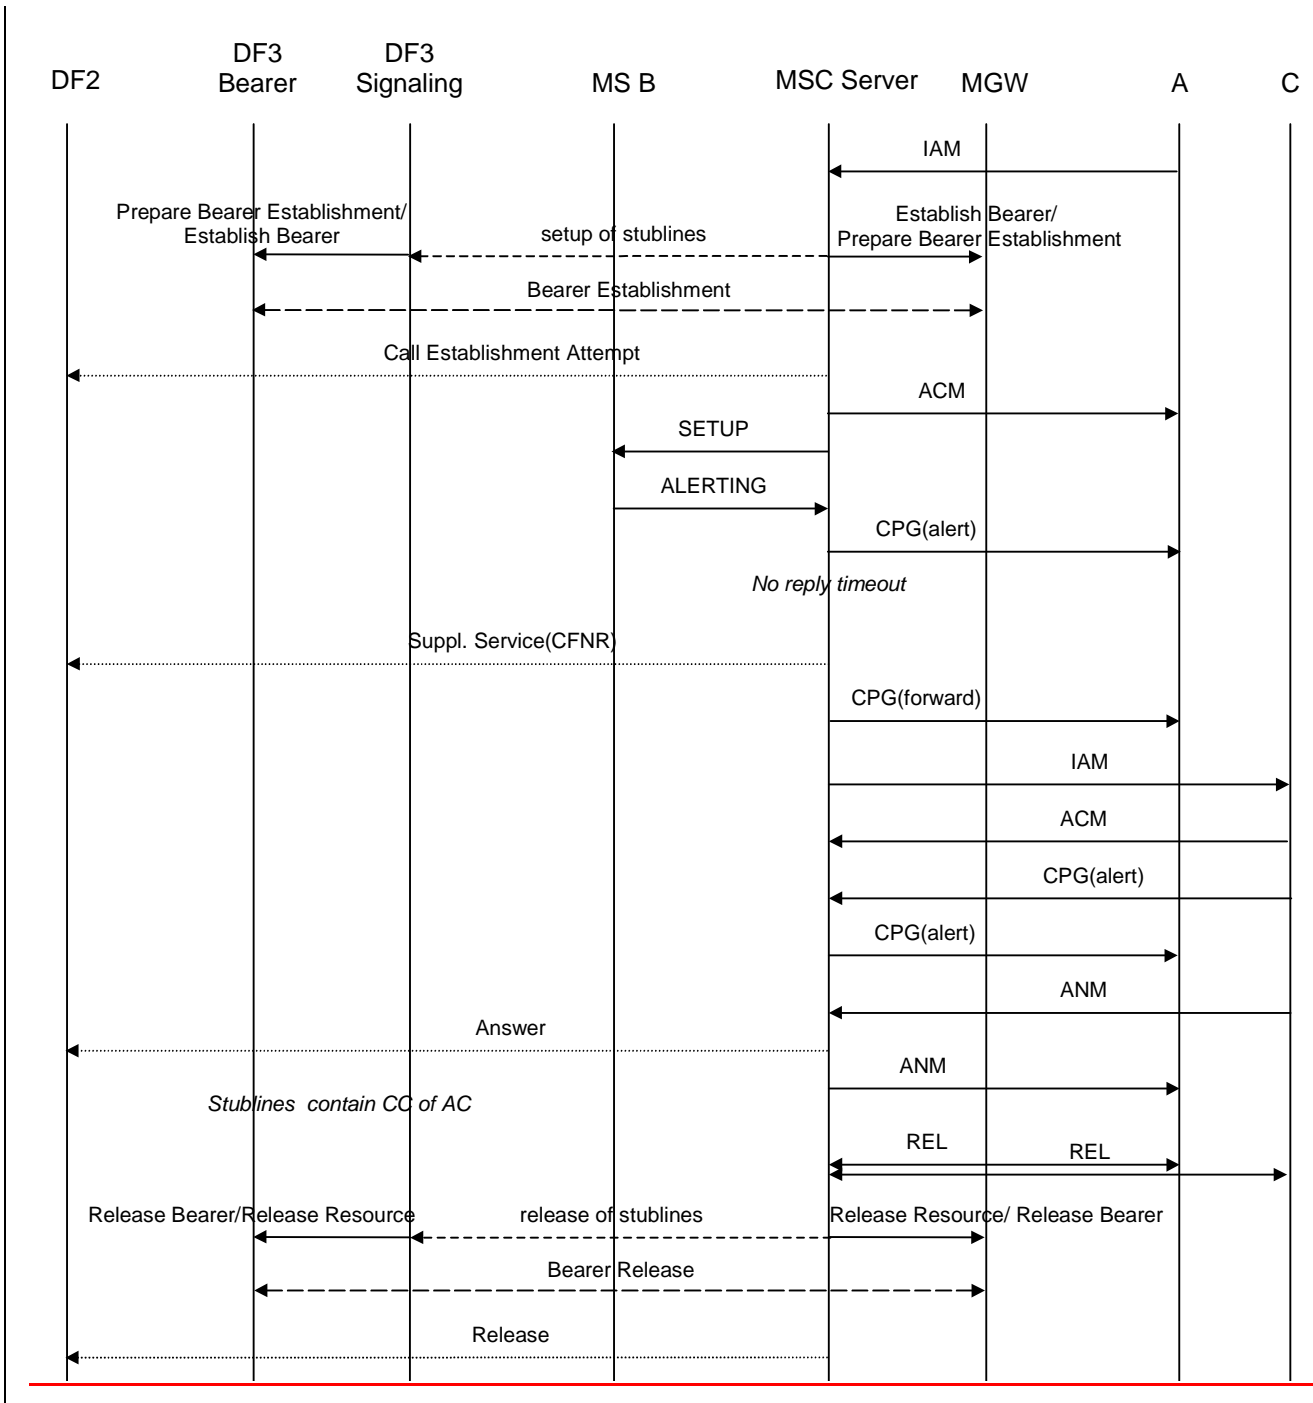 DF2
DF3
Bearer
DF3
Signaling
MS B
MSC Server
MGW
A
C
IAM
Prepare Bearer Establishment/
Establish Bearer
setup of stublines
Establish Bearer/
Prepare Bearer Establishment
Bearer Establishment
Call Establishment Attempt
ACM
SETUP
ALERTING
CPG(alert)
No reply timeout
Suppl. Service(CFNR)
CPG(forward)
IAM
ACM
CPG(alert)
CPG(alert)
ANM
Answer
ANM
Stublines contain CC of AC
REL
REL
Release Bearer/Release Resource
release of stublines
Release Resource/ Release Bearer
Bearer Release
Release